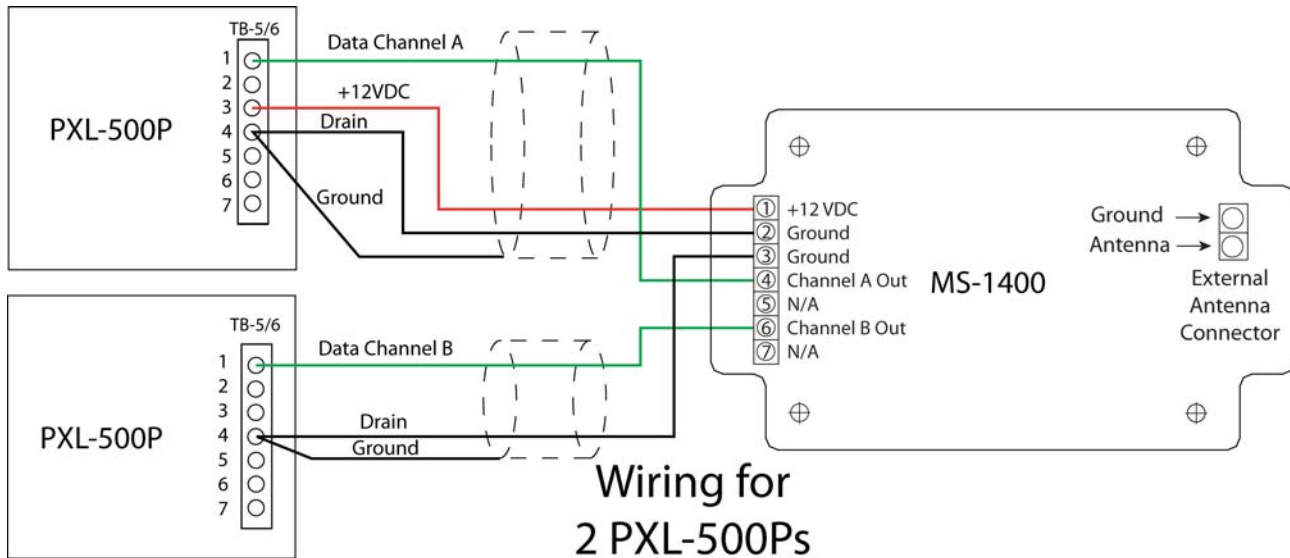 TB-5/6
1
2
3
4
5
6
7
PXL-500P
Data Channel A
+12VDC
Drain
Ground
TB-5/6
1
2
3
4
5
6
7
PXL-500P
Data Channel B
Drain
Ground
① +12 VDC
② Ground
③ Ground
④ Channel A Out
⑤ N/A
⑥ Channel B Out
⑦ N/A
MS-1400
Ground
Antenna
External
Antenna
Connector
Wiring for
2 PXL-500Ps